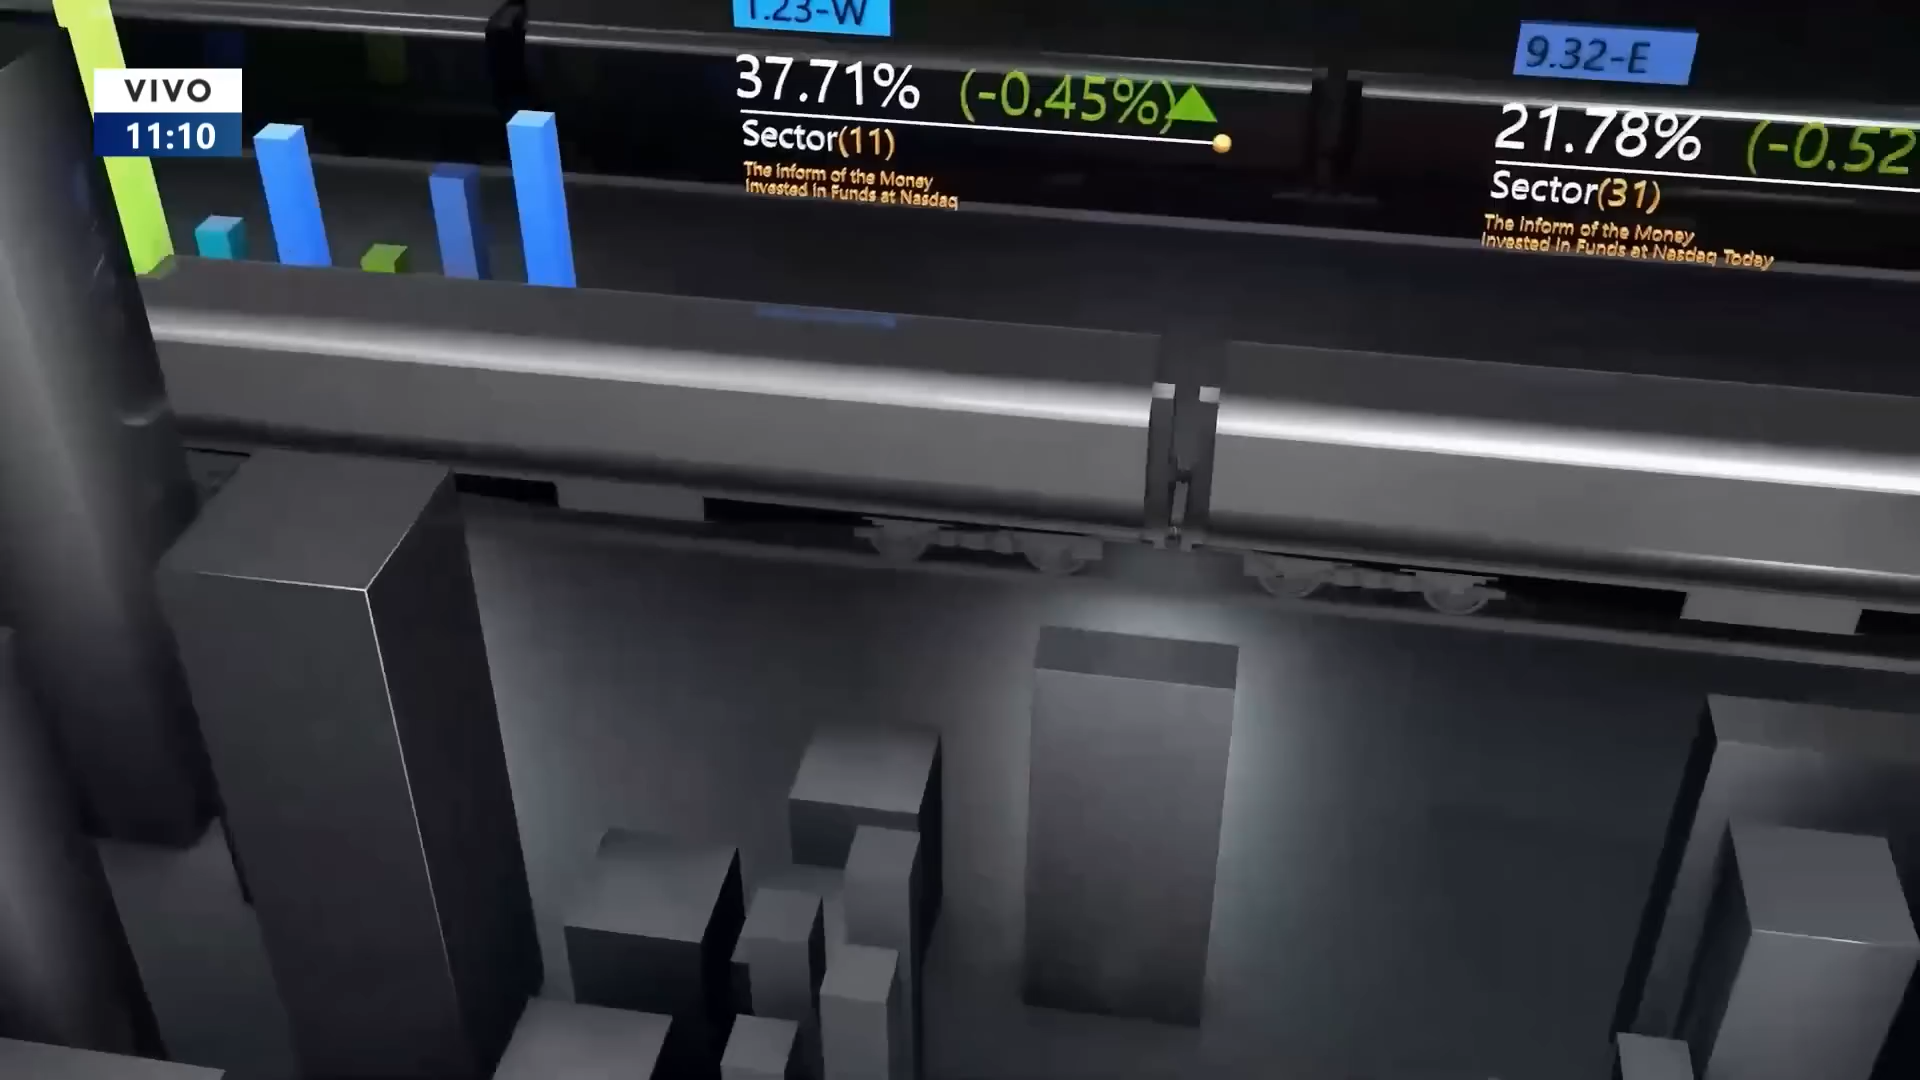 VIVO
11:10
1.23-W
37.71% (-0.45%)
Sector(11)
The Inform of the Money
Invested in Funds at Nasdaq
9.32-E
21.78% (-0.52
Sector(31)
The Inform of the Money
Invested in Funds at Nasdaq Today